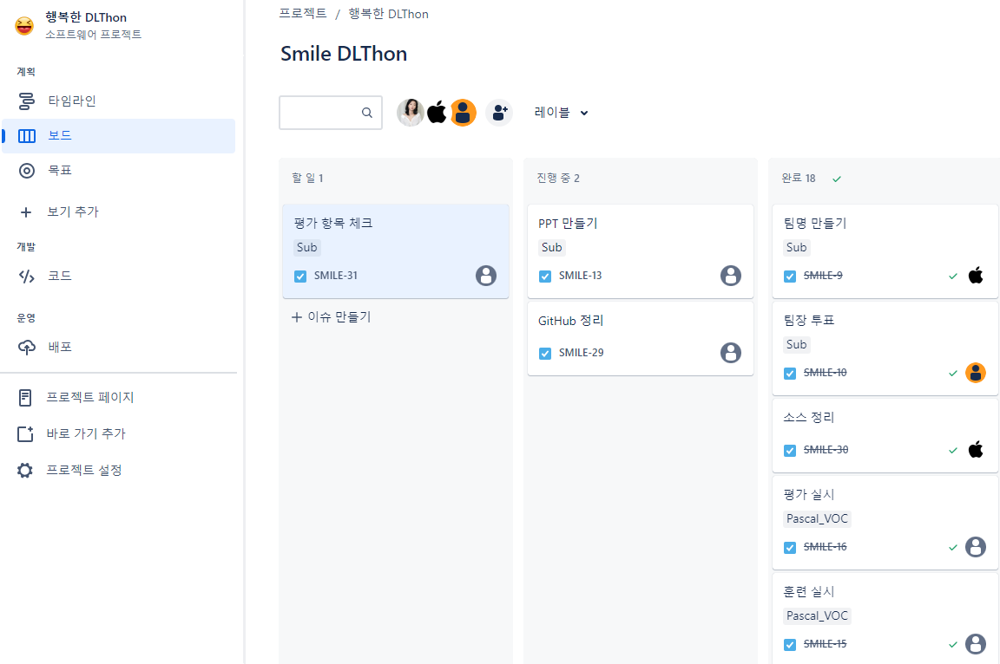 행복한 DLThon
소프트웨어 프로젝트
계획
타임라인
보드
목표
보기 추가
개발
코드
운영
배포
프로젝트 페이지
바로 가기 추가
프로젝트 설정
프로젝트 / 행복한 DLThon
Smile DLThon
레이블
할 일 1
평가 항목 체크
Sub
SMILE-31
이슈 만들기
진행 중 2
PPT 만들기
Sub
SMILE-13
GitHub 정리
SMILE-29
완료 18
팀명 만들기
Sub
SMILE-9
팀장 투표
Sub
SMILE-10
소스 정리
SMILE-30
평가 실시
Pascal_VOC
SMILE-16
훈련 실시
Pascal_VOC
SMILE-15